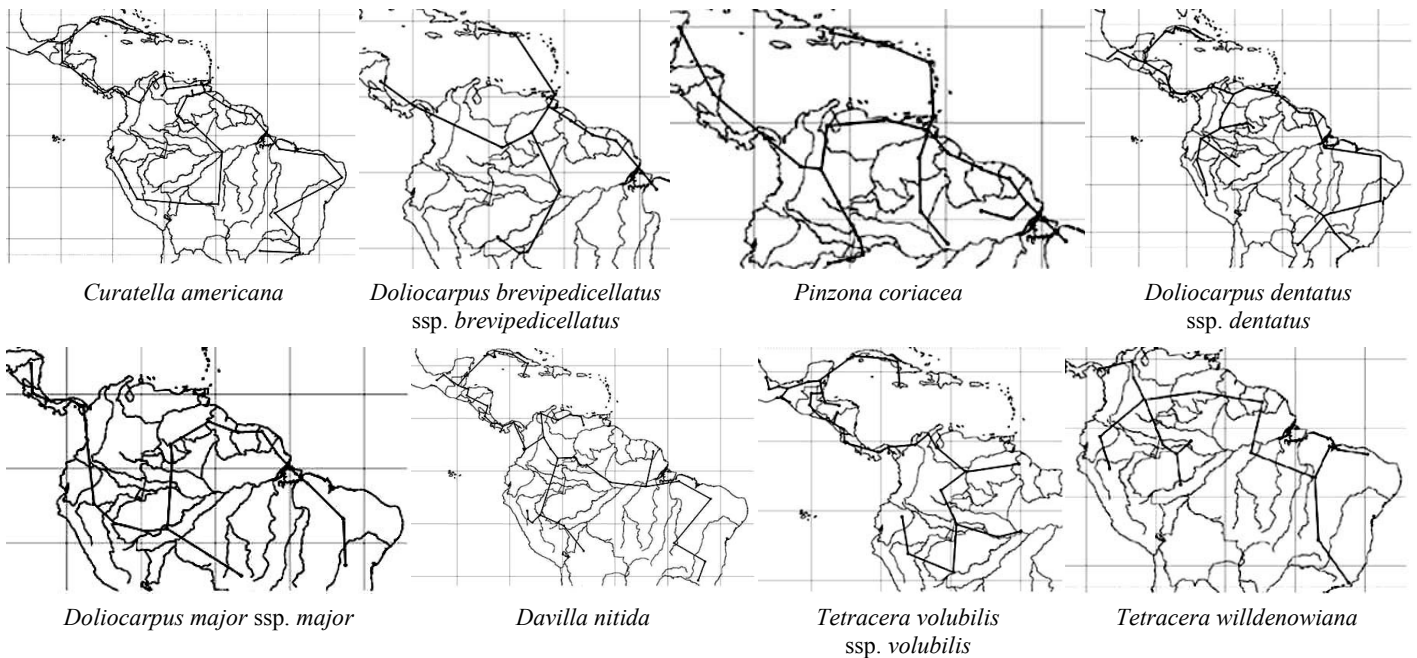 Curatella americana
Doliocarpus brevipedicellatus
ssp. brevipedicellatus
Pinzona coriacea
Doliocarpus dentatus
ssp. dentatus
Doliocarpus major ssp. major
Davilla nitida
Tetracera volubilis
ssp. volubilis
Tetracera willdenowiana